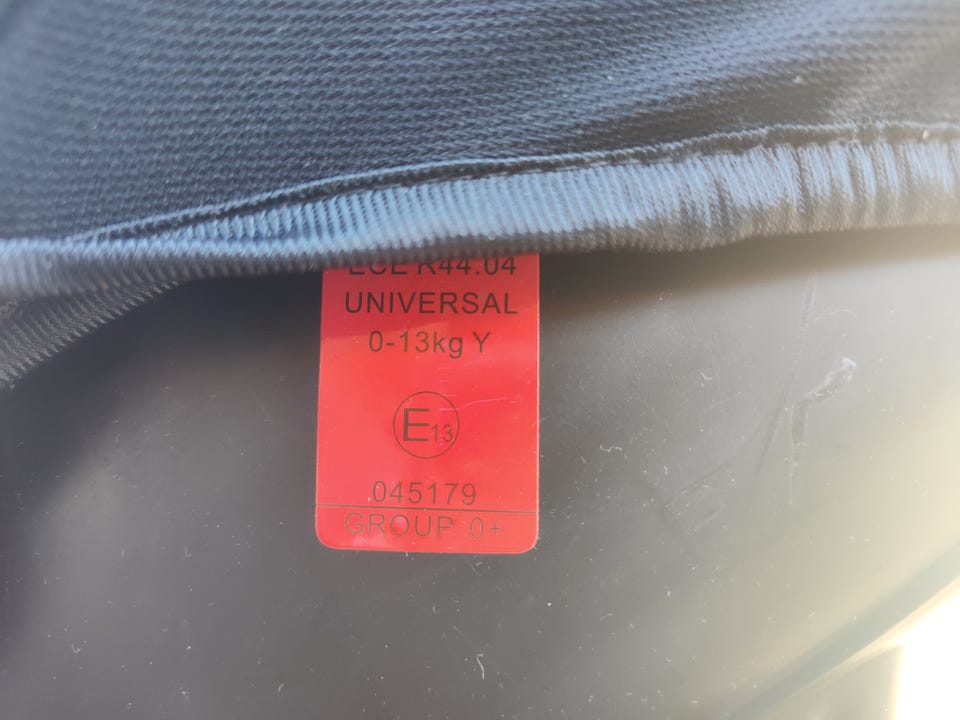 ECE R44.04
UNIVERSAL
0-13kg Y
E13
045179
GROUP 0+